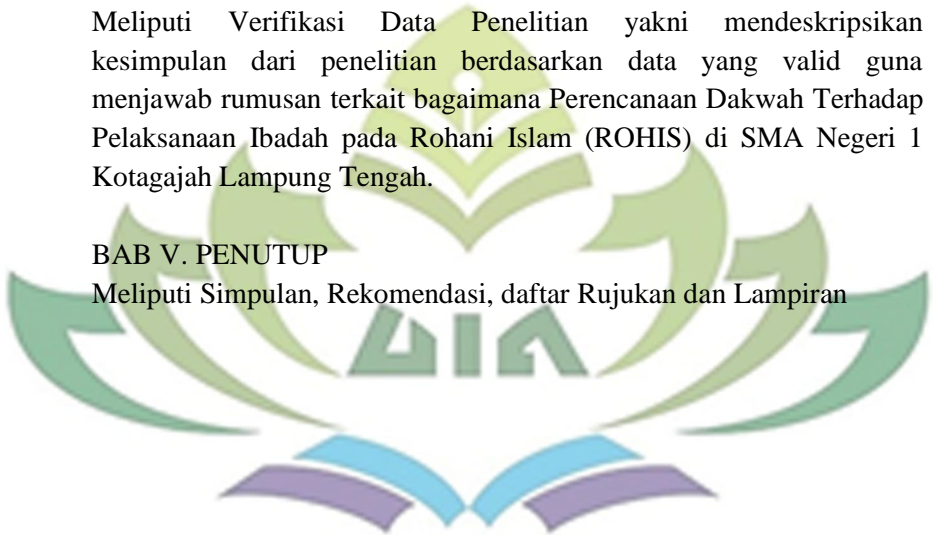 Meliputi Verifikasi Data Penelitian yakni mendeskripsikan
kesimpulan dari penelitian berdasarkan data yang valid guna
menjawab rumusan terkait bagaimana Perencanaan Dakwah Terhadap
Pelaksanaan Ibadah pada Rohani Islam (ROHIS) di SMA Negeri 1
Kotagajah Lampung Tengah.
BAB V. PENUTUP
Meliputi Simpulan, Rekomendasi, daftar Rujukan dan Lampiran
UIN